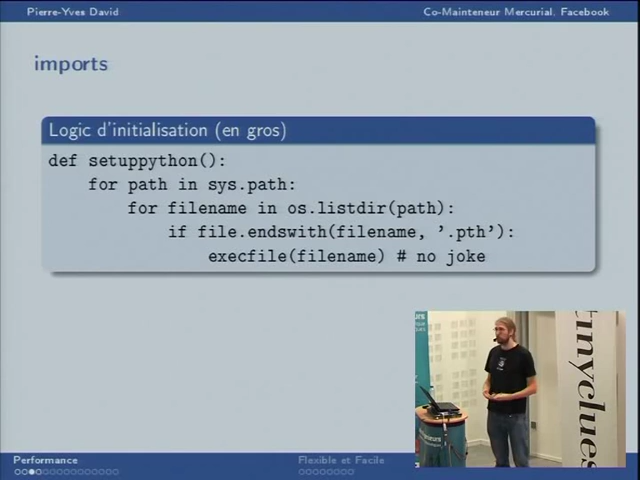 Pierre-Yves David
Co-Mainteneur Mercurial, Facebook
imports
Logic d'initialisation (en gros)
def setuppython():
for path in sys.path:
for filename in os.listdir(path):
if file.endswith(filename, '.pth'):
execfile(filename) # no joke
tinyclues
Performance
Flexible et Facile